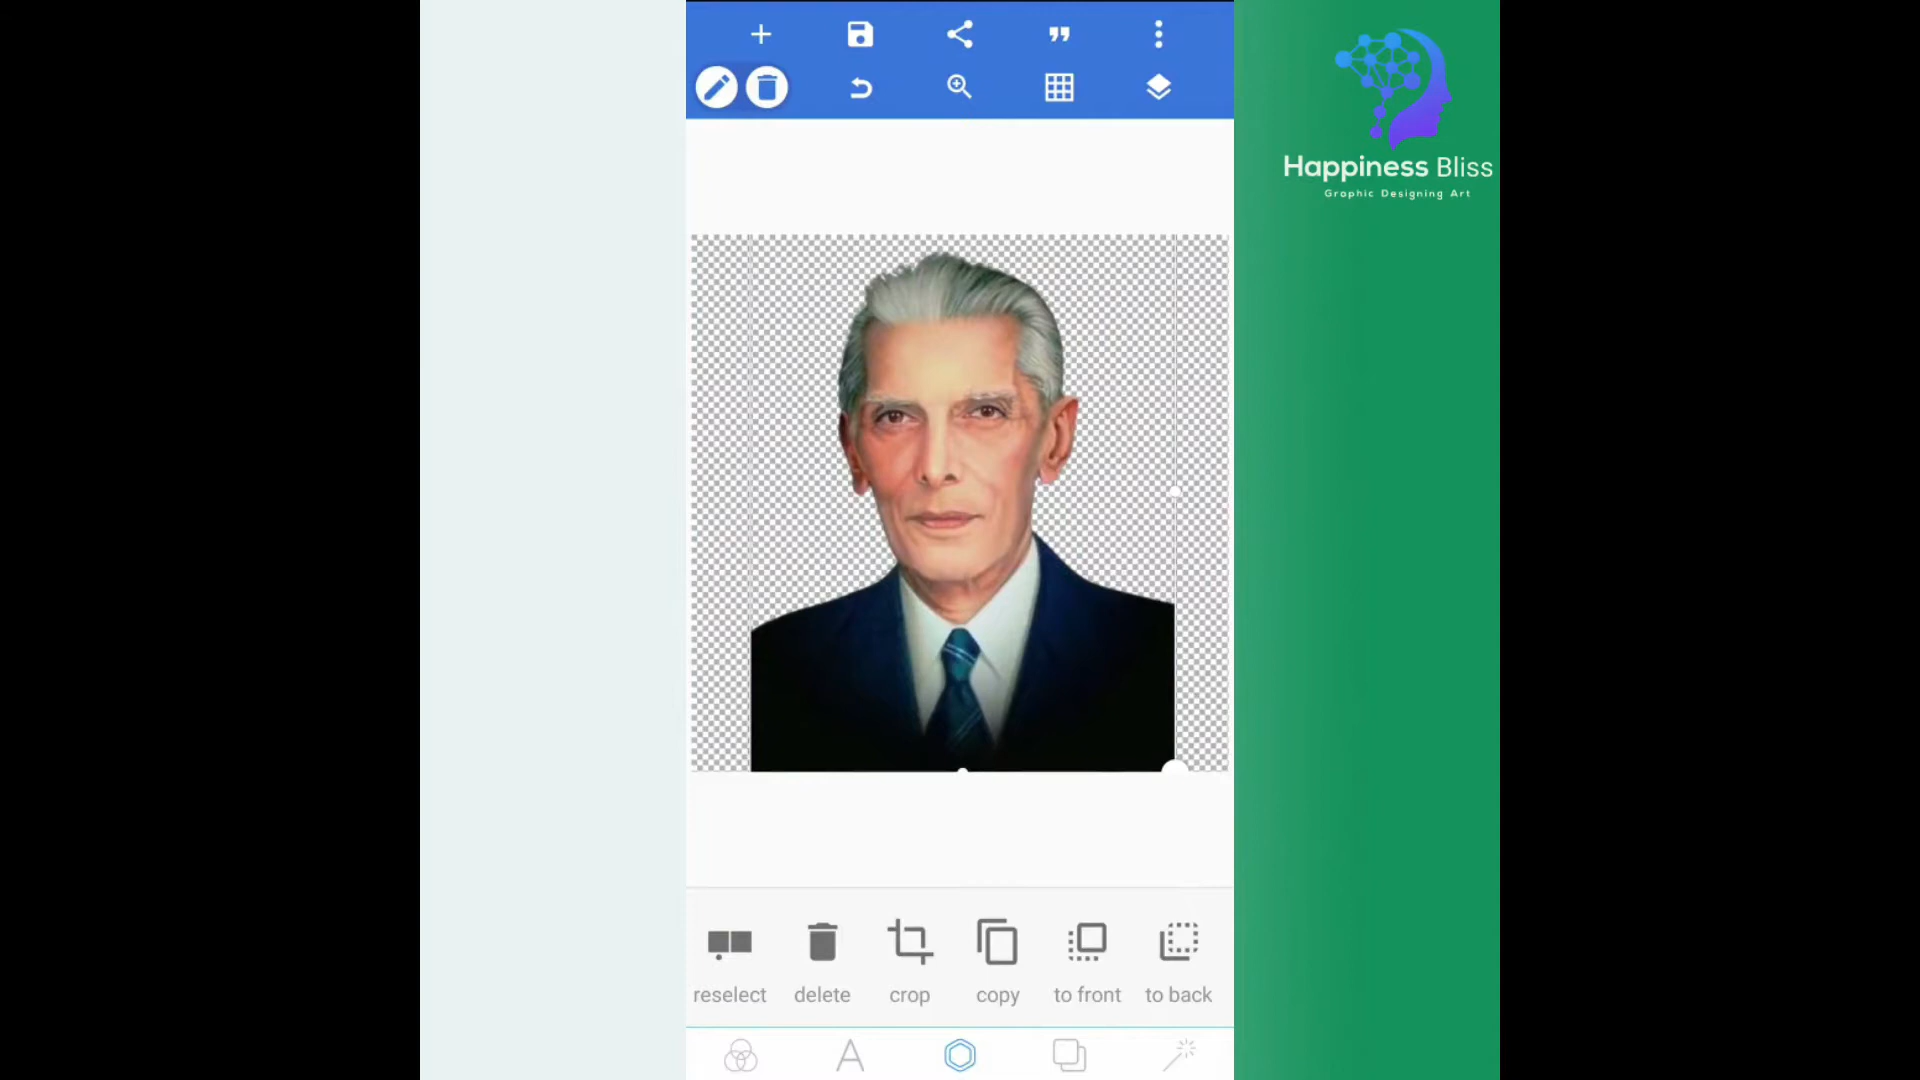 Happiness Bliss
Graphic Designing Art
reselect delete crop copy to front to back